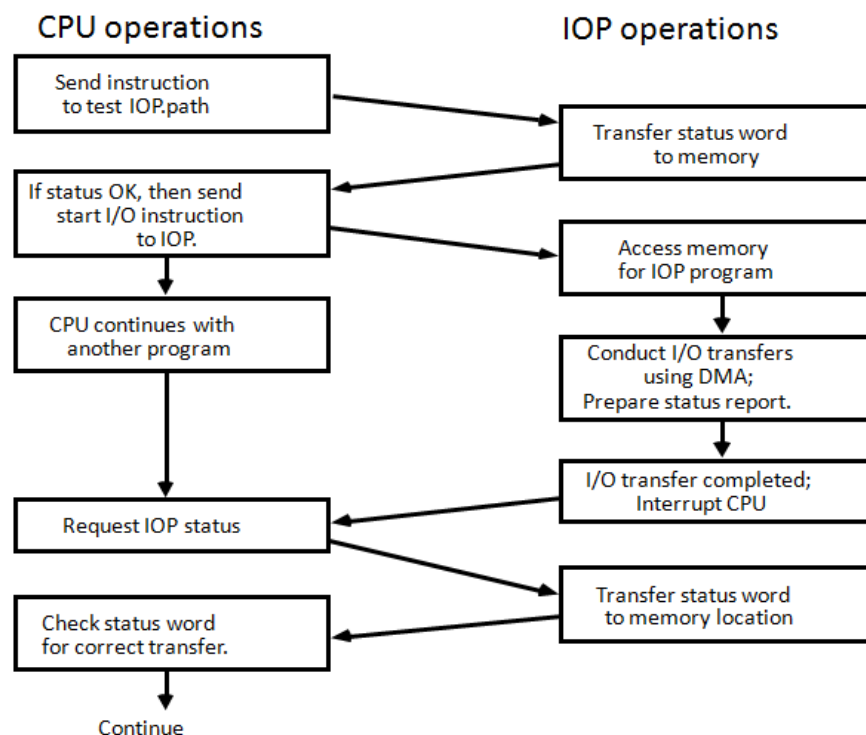 CPU operations
IOP operations
Send instruction
to test IOP.path
Transfer status word
to memory
If status OK, then send
start I/O instruction
to IOP.
Access memory
for IOP program
CPU continues with
another program
Conduct I/O transfers
using DMA;
Prepare status report.
I/O transfer completed;
Interrupt CPU
Request IOP status
Transfer status word
to memory location
Check status word
for correct transfer.
Continue